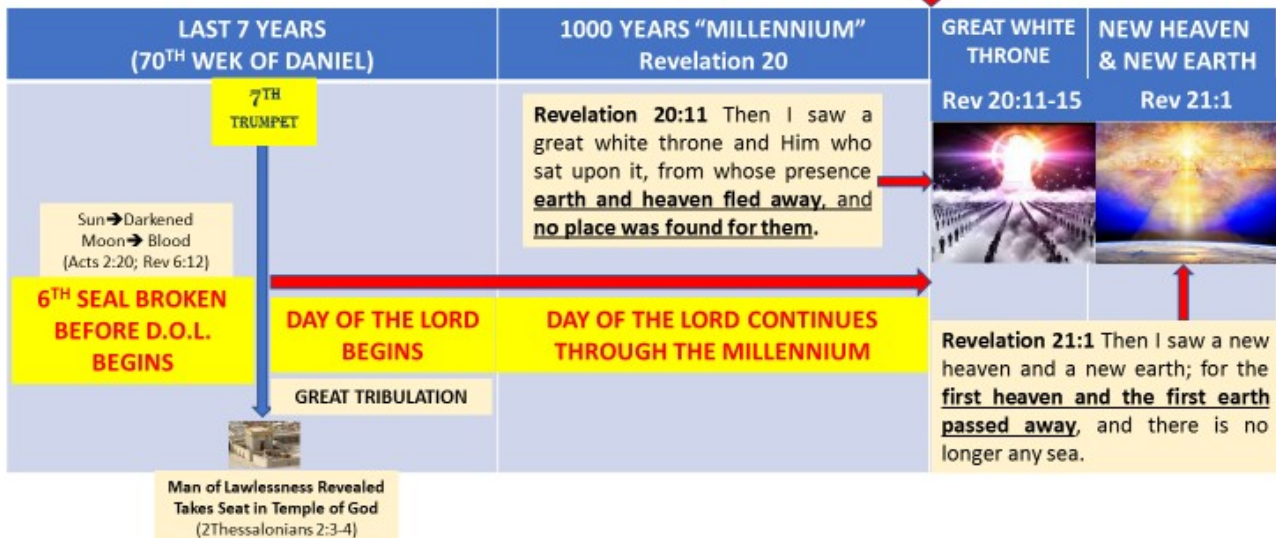 LAST 7 YEARS
(70TH WEK OF DANIEL)
1000 YEARS “MILLENNIUM”
Revelation 20
GREAT WHITE
THRONE
NEW HEAVEN
& NEW EARTH
Rev 20:11-15
Rev 21:1
7TH
TRUMPET
Revelation 20:11 Then I saw a
great white throne and Him who
sat upon it, from whose presence
earth and heaven fled away, and
no place was found for them.
Sun➔Darkened
Moon➔ Blood
(Acts 2:20; Rev 6:12)
6TH SEAL BROKEN
BEFORE D.O.L.
BEGINS
DAY OF THE LORD
BEGINS
DAY OF THE LORD CONTINUES
THROUGH THE MILLENNIUM
GREAT TRIBULATION
Revelation 21:1 Then I saw a new
heaven and a new earth; for the
first heaven and the first earth
passed away, and there is no
longer any sea.
Man of Lawlessness Revealed
Takes Seat in Temple of God
(2Thessalonians 2:3-4)